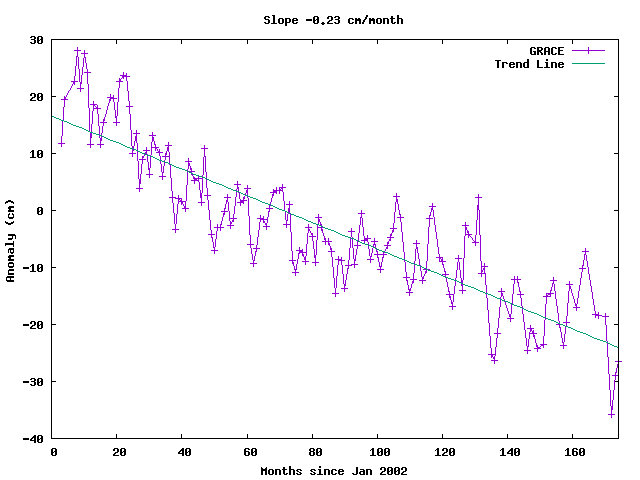 Slope -0.23 cm/month
GRACE
Trend Line
30
20
10
0
-10
-20
-30
-40
Anomaly (cm)
0 20 40 60 80 100 120 140 160
Months since Jan 2002